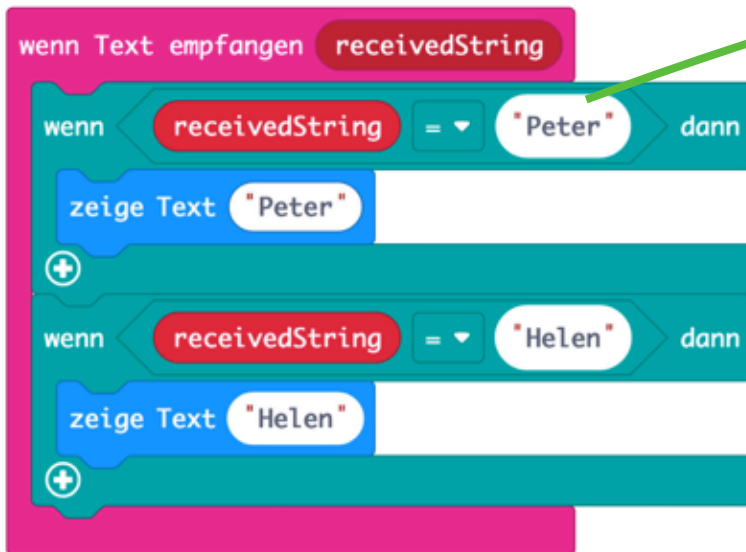 wenn Text empfangen receivedString
wenn receivedString = "Peter" dann
zeige Text "Peter"
wenn receivedString = "Helen" dann
zeige Text "Helen"